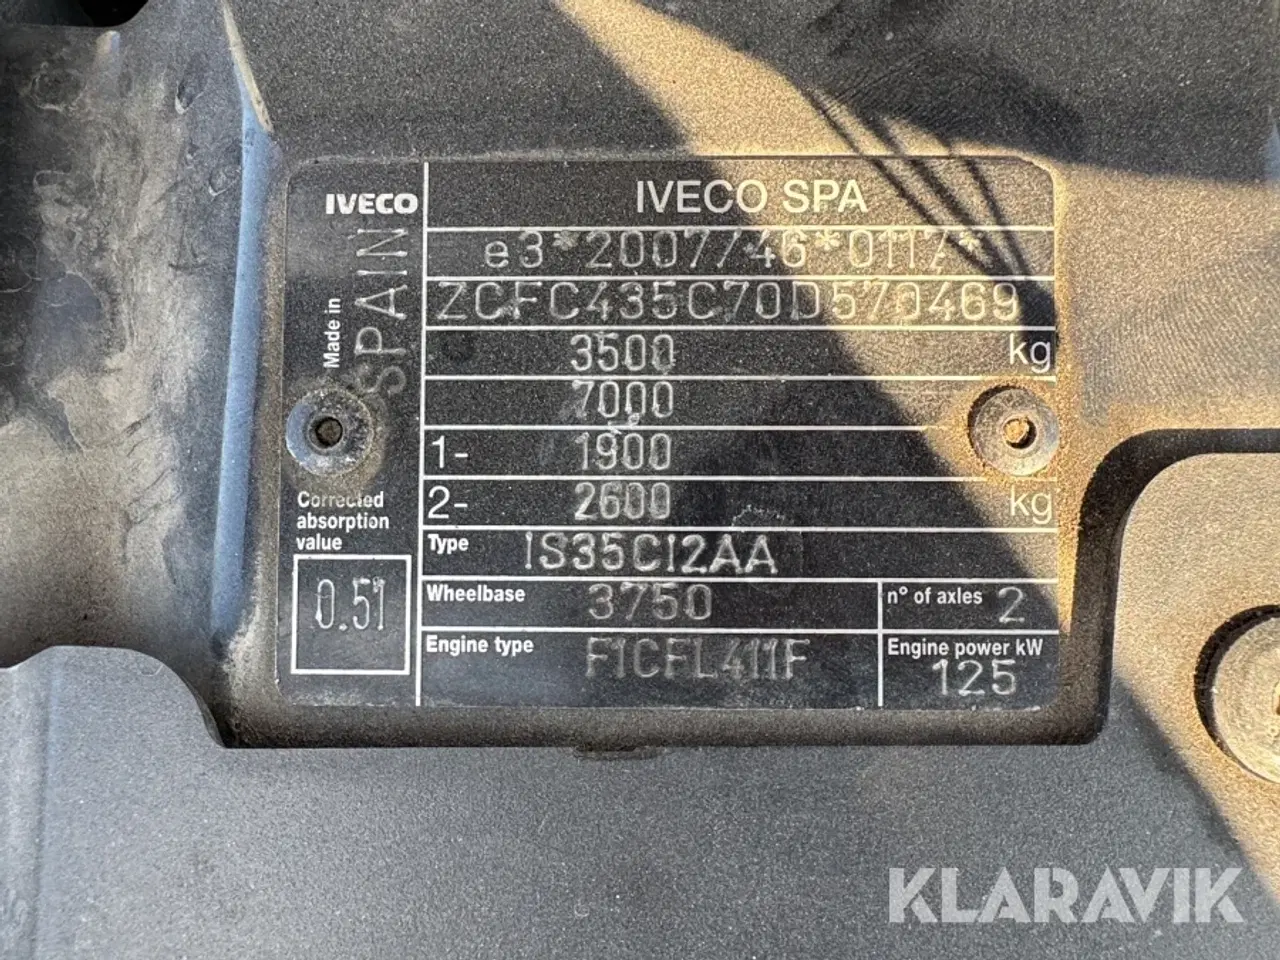 IVECO
IVECO SPA
Made in SPAIN
e3*2007/46*0117*
ZCFC435C70D570469
3500 kg
7000
1- 1900
2- 2600 kg
Corrected
absorption
value
0.51
Type IS35CI2AA
Wheelbase 3750
n° of axles 2
Engine type F1CFL411F
Engine power kW
125
KLARAVIK